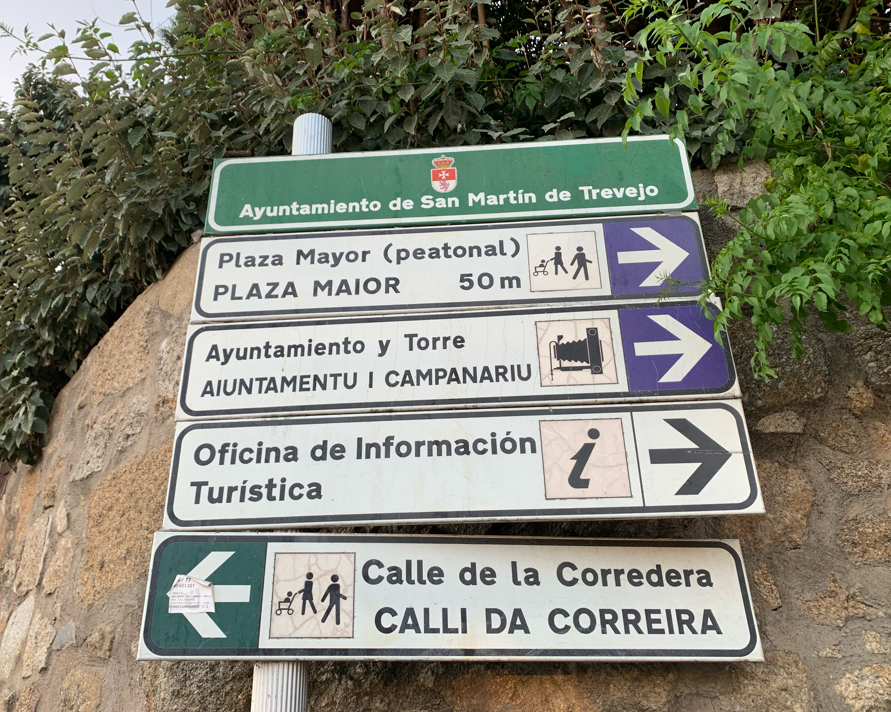 Ayuntamiento de San Martín de Trevejo
Plaza Mayor (peatonal)
PLAZA MAIOR 50m
Ayuntamiento y Torre
AIUNTAMENTU I CAMPANARIU
Oficina de Información
Turística
i
Calle de la Corredera
CALLI DA CORREIRA